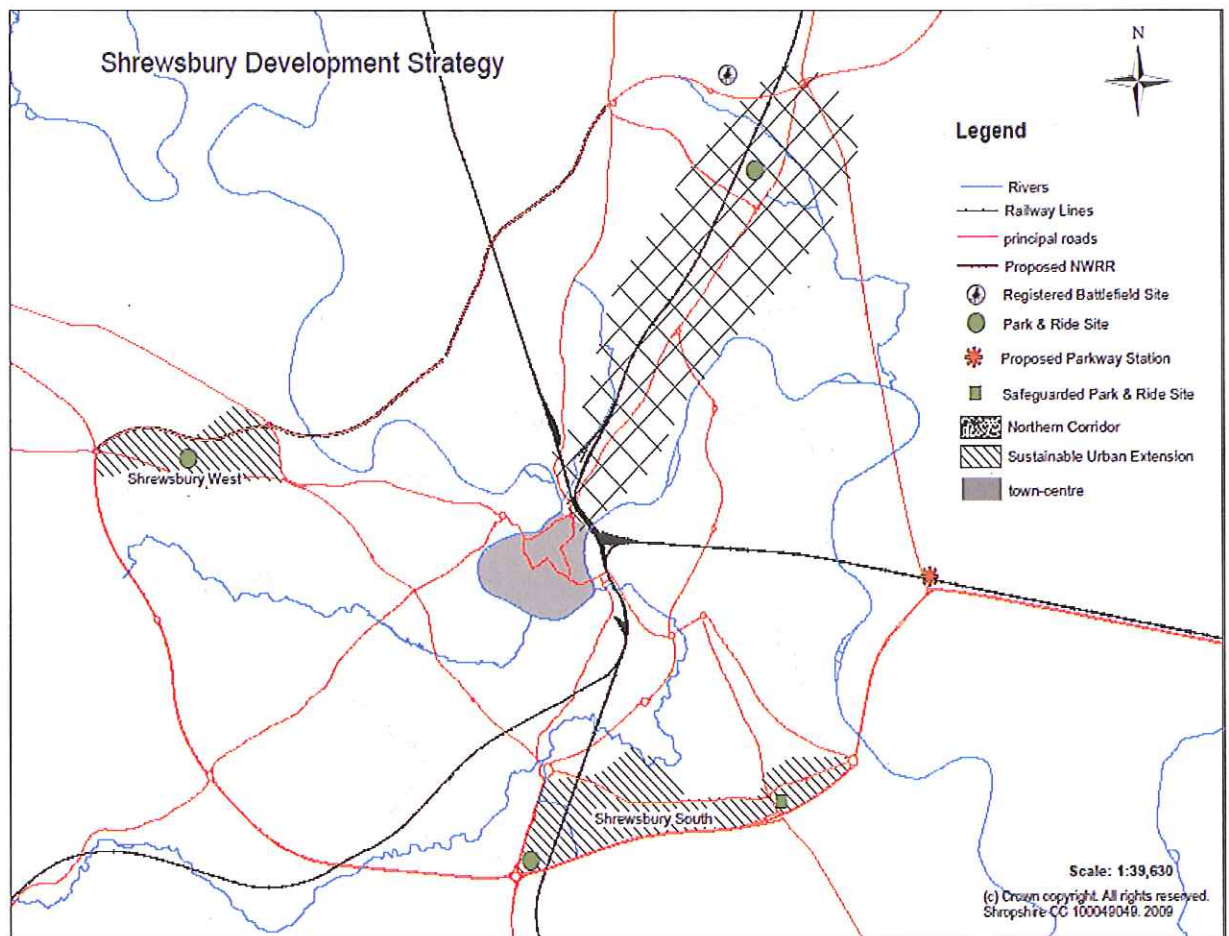 Shrewsbury Development Strategy
N
Legend
Rivers
Railway Lines
principal roads
Proposed NWRR
Registered Battlefield Site
Park & Ride Site
Proposed Parkway Station
Safeguarded Park & Ride Site
Northern Corridor
Sustainable Urban Extension
town-centre
Shrewsbury West
Shrewsbury South
Scale: 1:39,630
(c) Crown copyright. All rights reserved.
Shropshire CC 100049049. 2009